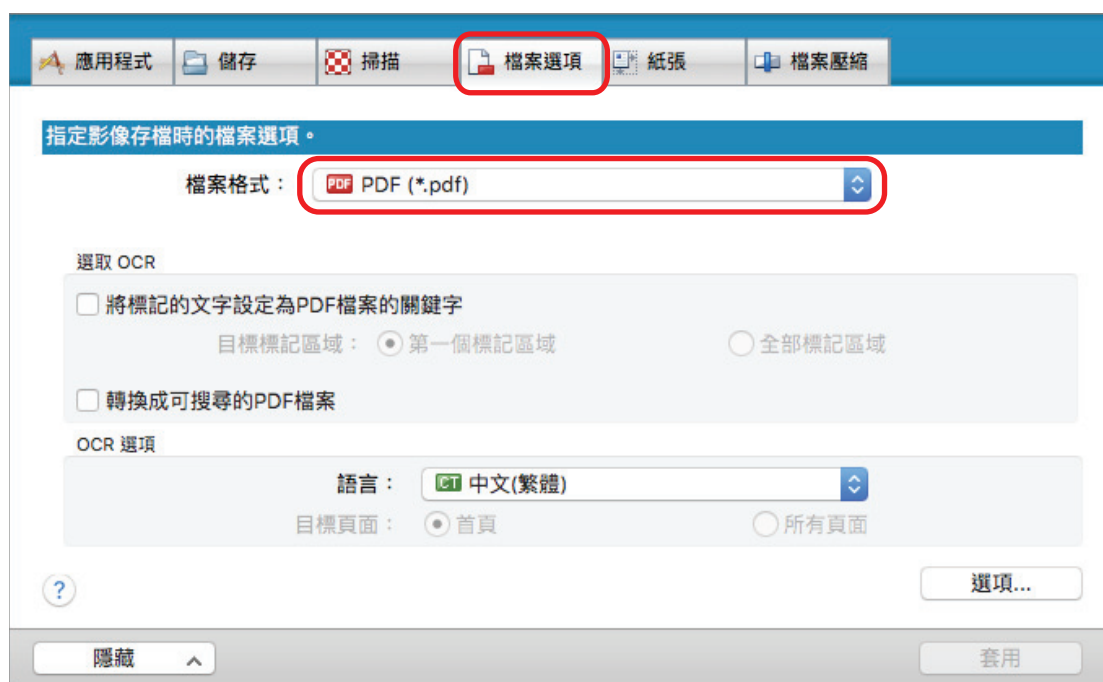 應用程式 儲存 掃描 檔案選項 紙張 檔案壓縮
指定影像存檔時的檔案選項。
檔案格式： PDF PDF (*.pdf)
選取 OCR
將標記的文字設定為PDF檔案的關鍵字
目標標記區域： 第一個標記區域 全部標記區域
轉換成可搜尋的PDF檔案
OCR 選項
語言： CT 中文(繁體)
目標頁面： 首頁 所有頁面
? 選項...
隱藏 套用